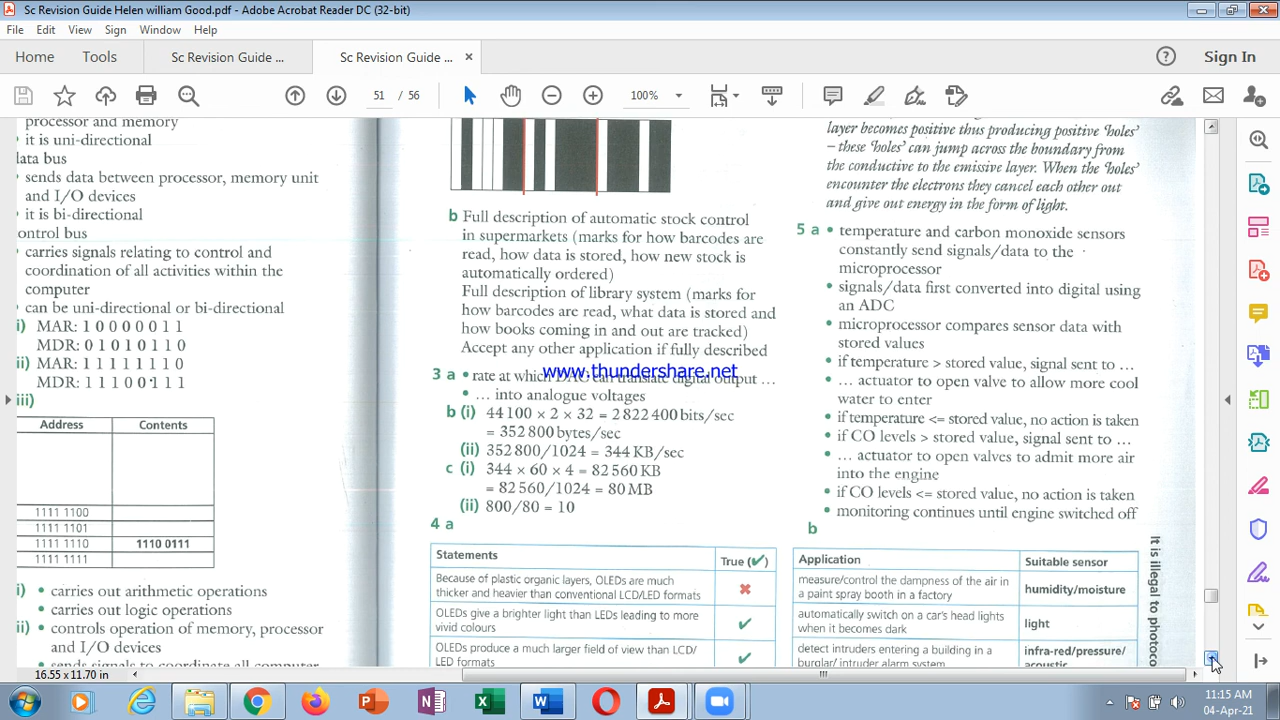 Sc Revision Guide Helen william Good.pdf - Adobe Acrobat Reader DC (32-bit)
File Edit View Sign Window Help
Home Tools Sc Revision Guide ... Sc Revision Guide ... ×
Sign In
51 / 56
100%
processor and memory
it is uni-directional
lata bus
sends data between processor, memory unit
and I/O devices
it is bi-directional
ontrol bus
carries signals relating to control and
coordination of all activities within the
computer
can be uni-directional or bi-directional
i) MAR: 1 0 0 0 0 0 1 1
MDR: 0 1 0 1 0 1 1 0
ii) MAR: 1 1 1 1 1 1 1 0
MDR: 1 1 1 0 0 1 1 1
iii)
Address Contents
1111 1100
1111 1101
1111 1110 1110 0111
1111 1111
i) • carries out arithmetic operations
• carries out logic operations
ii) • controls operation of memory, processor
and I/O devices
• sends signals to coordinate all computer
b Full description of automatic stock control
in supermarkets (marks for how barcodes are
read, how data is stored, how new stock is
automatically ordered)
Full description of library system (marks for
how barcodes are read, what data is stored and
how books coming in and out are tracked)
Accept any other application if fully described
www.thundershare.net
3 a • rate at which DAC can translate digital output …
• … into analogue voltages
b (i) 44 100 × 2 × 32 = 2 822 400 bits/sec
= 352 800 bytes/sec
(ii) 352 800/1024 = 344 KB/sec
c (i) 344 × 60 × 4 = 82 560 KB
= 82 560/1024 = 80 MB
(ii) 800/80 = 10
4 a
Statements True (✓)
Because of plastic organic layers, OLEDs are much
thicker and heavier than conventional LCD/LED formats ✗
OLEDs give a brighter light than LEDs leading to more
vivid colours ✓
OLEDs produce a much larger field of view than LCD/
LED formats ✓
layer becomes positive thus producing positive 'holes'
– these 'holes' can jump across the boundary from
the conductive to the emissive layer. When the 'holes'
encounter the electrons they cancel each other out
and give out energy in the form of light.
5 a • temperature and carbon monoxide sensors
constantly send signals/data to the
microprocessor
• signals/data first converted into digital using
an ADC
• microprocessor compares sensor data with
stored values
• if temperature > stored value, signal sent to …
• … actuator to open valve to allow more cool
water to enter
• if temperature <= stored value, no action is taken
• if CO levels > stored value, signal sent to …
• … actuator to open valves to admit more air
into the engine
• if CO levels <= stored value, no action is taken
• monitoring continues until engine switched off
b
Application Suitable sensor
measure/control the dampness of the air in
a paint spray booth in a factory humidity/moisture
automatically switch on a car's head lights
when it becomes dark light
detect intruders entering a building in a
burglar/ intruder alarm system infra-red/pressure/
acoustic
It is illegal to photoco
16.55 x 11.70 in
11:15 AM
04-Apr-21